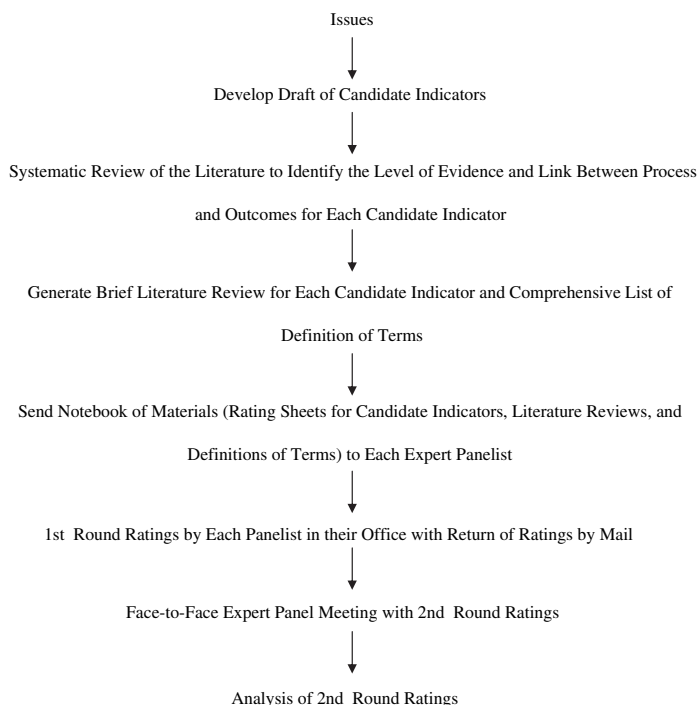 Issues
Develop Draft of Candidate Indicators
Systematic Review of the Literature to Identify the Level of Evidence and Link Between Process
and Outcomes for Each Candidate Indicator
Generate Brief Literature Review for Each Candidate Indicator and Comprehensive List of
Definition of Terms
Send Notebook of Materials (Rating Sheets for Candidate Indicators, Literature Reviews, and
Definitions of Terms) to Each Expert Panelist
1st Round Ratings by Each Panelist in their Office with Return of Ratings by Mail
Face-to-Face Expert Panel Meeting with 2nd Round Ratings
Analysis of 2nd Round Ratings